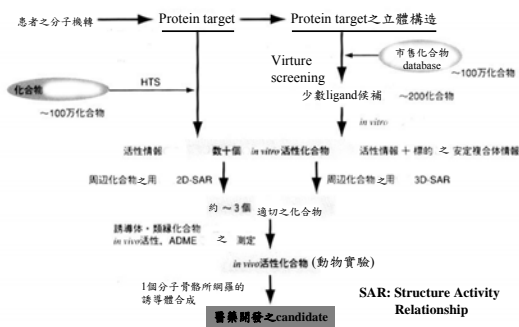 患者之分子機轉
Protein target
Protein target之立體構造
市售化合物
database
Virture
screening
~100万化合物
化合物
HTS
少數ligand候補
~200化合物
~100万化合物
in vitro
活性情報
数十個
in vitro活性化合物
活性情報 + 標的 之 安定複合体情報
周辺化合物之用
2D-SAR
周辺化合物之用
3D-SAR
約 ~ 3個 適切之化合物
誘導体・類縁化合物
in vivo活性, ADME 之 測定
in vivo活性化合物 (動物實驗)
1個分子骨骼所網羅的
誘導體合成
SAR: Structure Activity
Relationship
醫藥開發之candidate